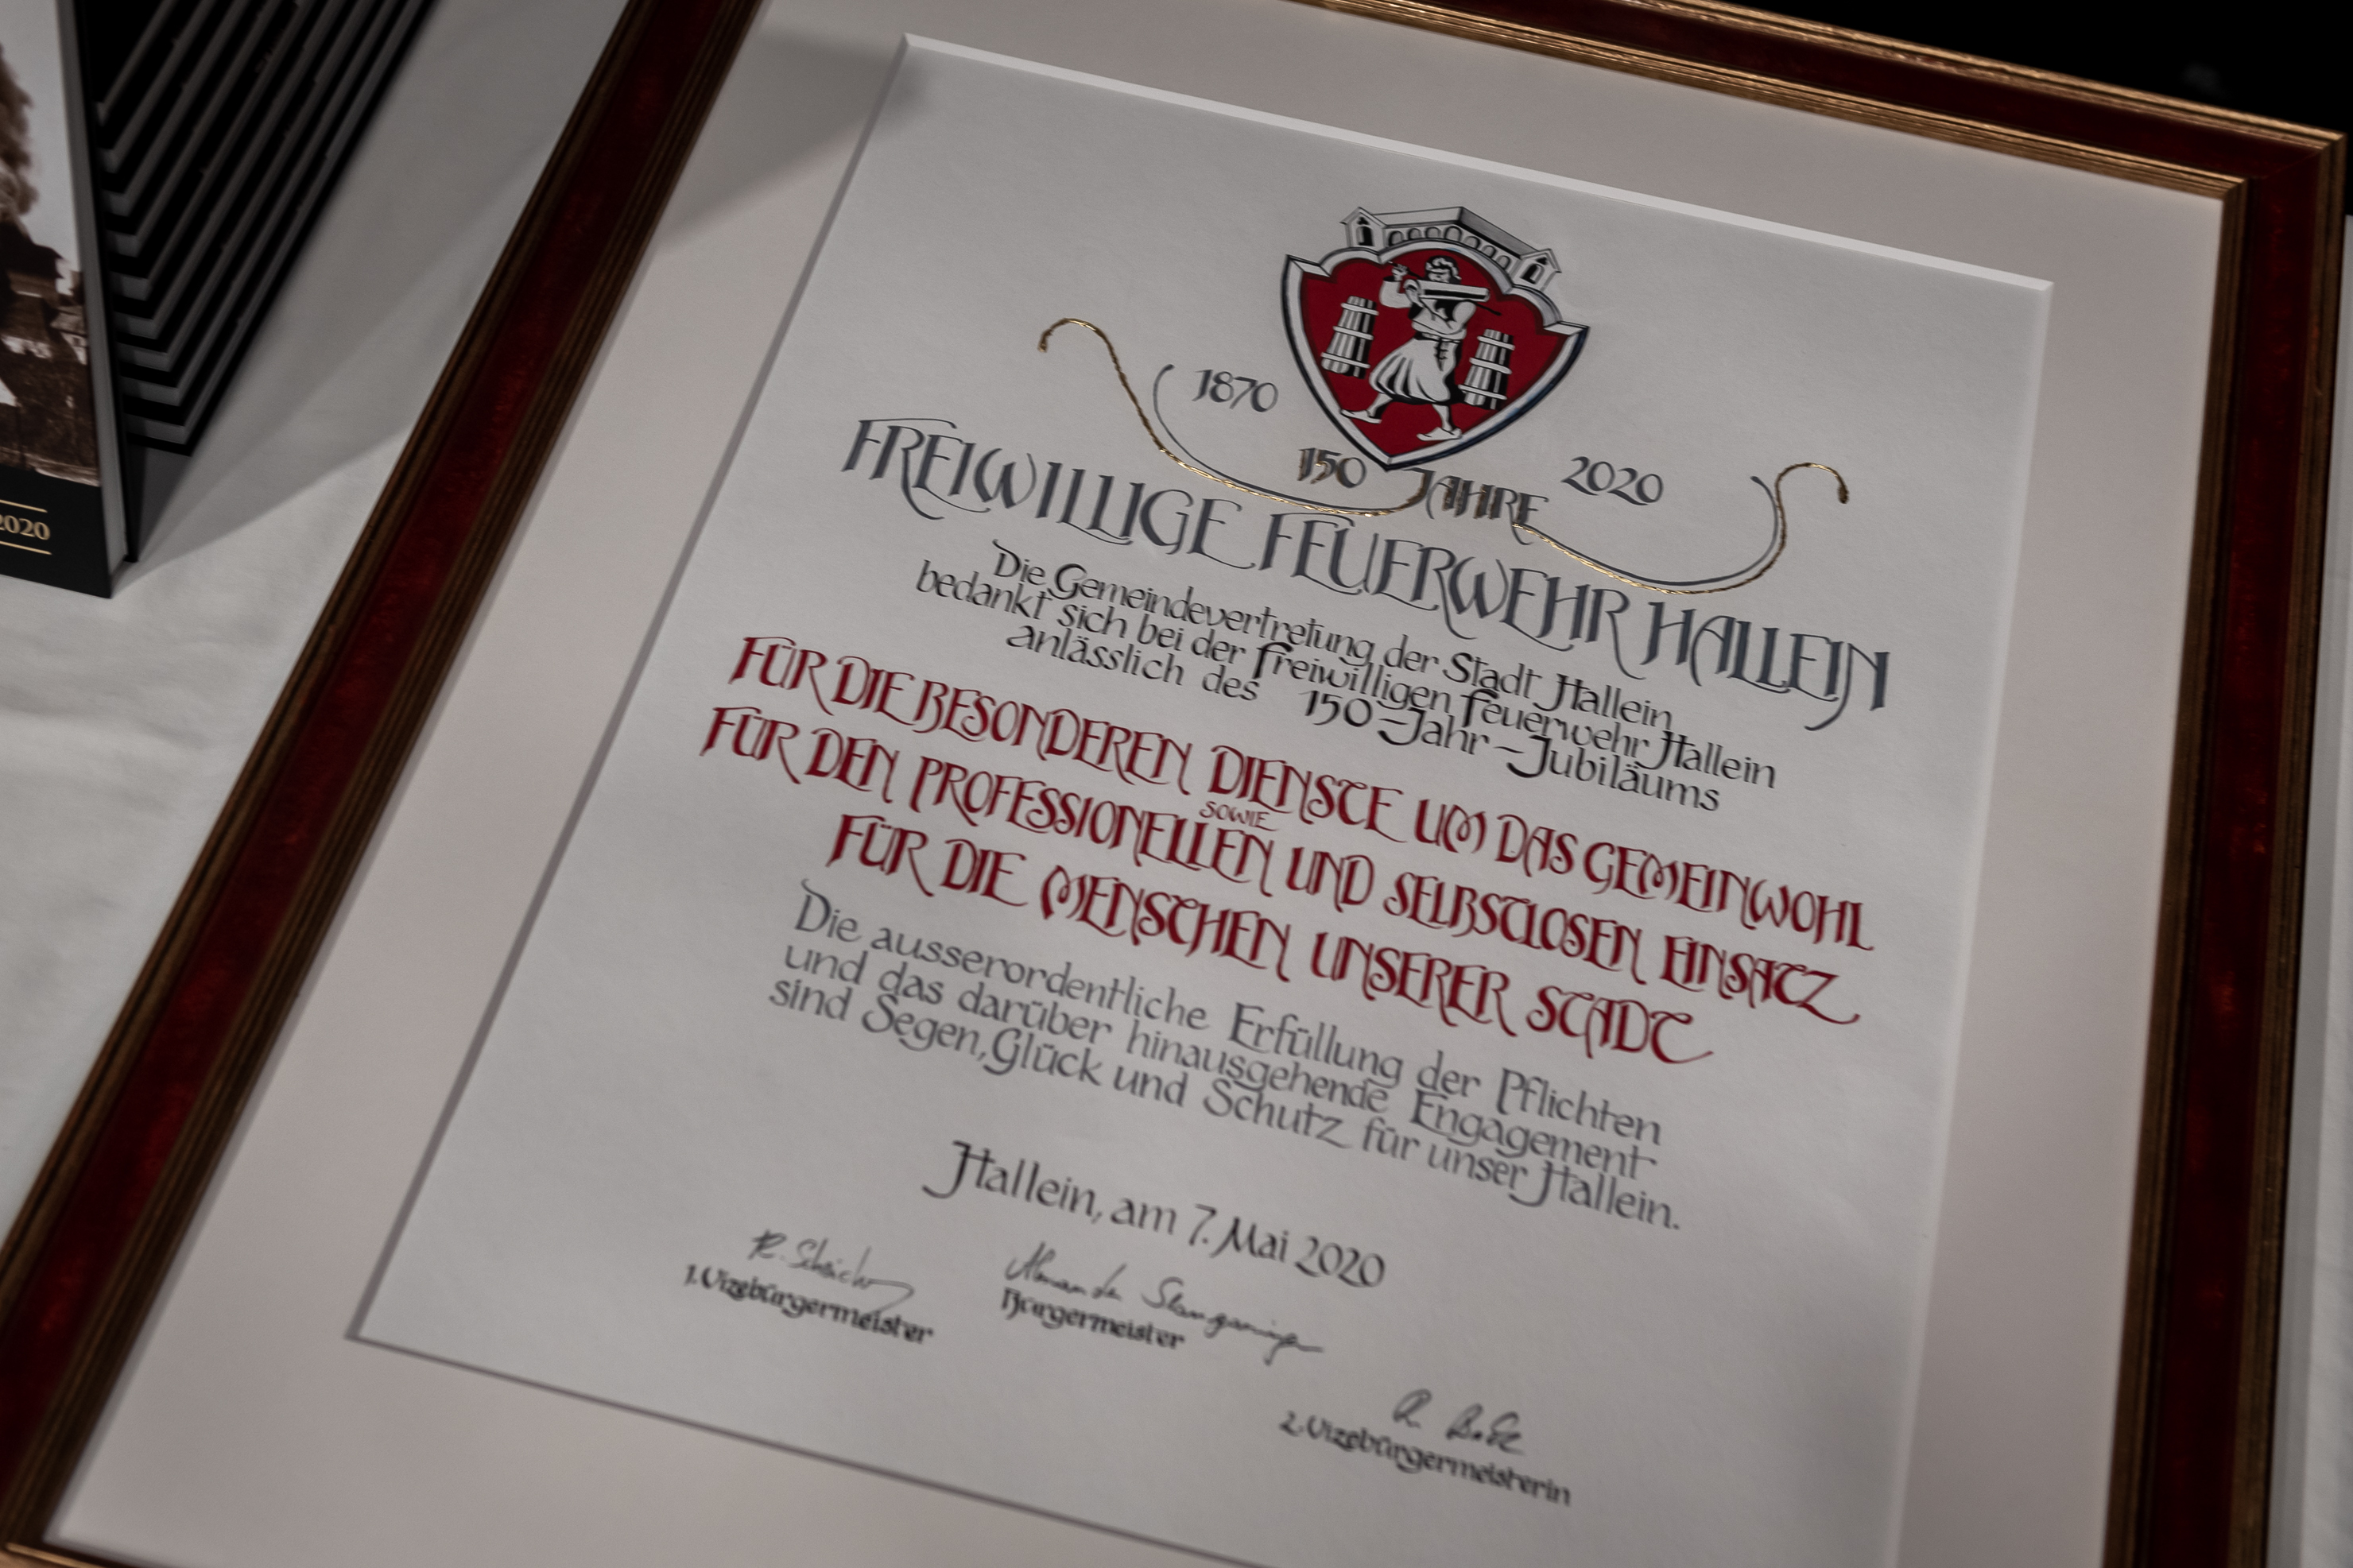 2020
1870
2020
150 JAHRE
FREIWILLIGE FEUERWEHR HALLEIN
Die Gemeindevertretung der Stadt Hallein
bedankt sich bei der Freiwilligen Feuerwehr Hallein
anlässlich des 150-Jahr-Jubiläums
FÜR DIE BESONDEREN DIENSTE UM DAS GEMEINWOHL
SOWIE
FÜR DEN PROFESSIONELLEN UND SELBSTLOSEN EINSATZ
FÜR DIE MENSCHEN UNSERER STADT
Die ausserordentliche Erfüllung der Pflichten
und das darüber hinausgehende Engagement
sind Segen, Glück und Schutz für unser Hallein.
Hallein, am 7. Mai 2020
1. Vizebürgermeister
Bürgermeister
2. Vizebürgermeisterin